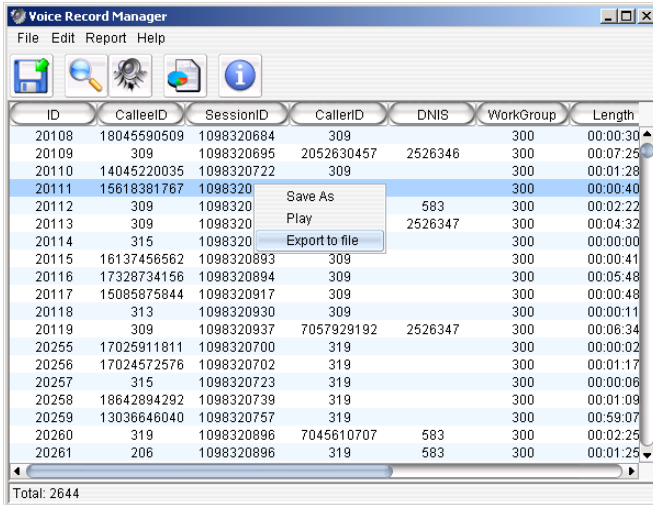 Voice Record Manager
File Edit Report Help
ID CalleeID SessionID CallerID DNIS WorkGroup Length
20108 18045590509 1098320684 309 300 00:00:30
20109 309 1098320695 2052630457 2526346 300 00:07:25
20110 14045220035 1098320722 309 300 00:01:28
20111 15618381767 1098320 300 00:00:40
Save As
20112 309 1098320 583 300 00:02:22
Play
20113 309 1098320 2526347 300 00:04:32
20114 315 1098320 Export to file 300 00:00:00
20115 16137456562 1098320893 309 300 00:00:41
20116 17328734156 1098320894 309 300 00:05:48
20117 15085875844 1098320917 309 300 00:00:48
20118 313 1098320930 309 300 00:00:11
20119 309 1098320937 7057929192 2526347 300 00:06:34
20255 17025911811 1098320700 319 300 00:00:02
20256 17024572576 1098320702 319 300 00:01:17
20257 315 1098320723 319 300 00:00:06
20258 18642894292 1098320739 319 300 00:01:09
20259 13036646040 1098320757 319 300 00:59:07
20260 319 1098320896 7045610707 583 300 00:02:25
20261 206 1098320896 319 583 300 00:01:25
Total: 2644